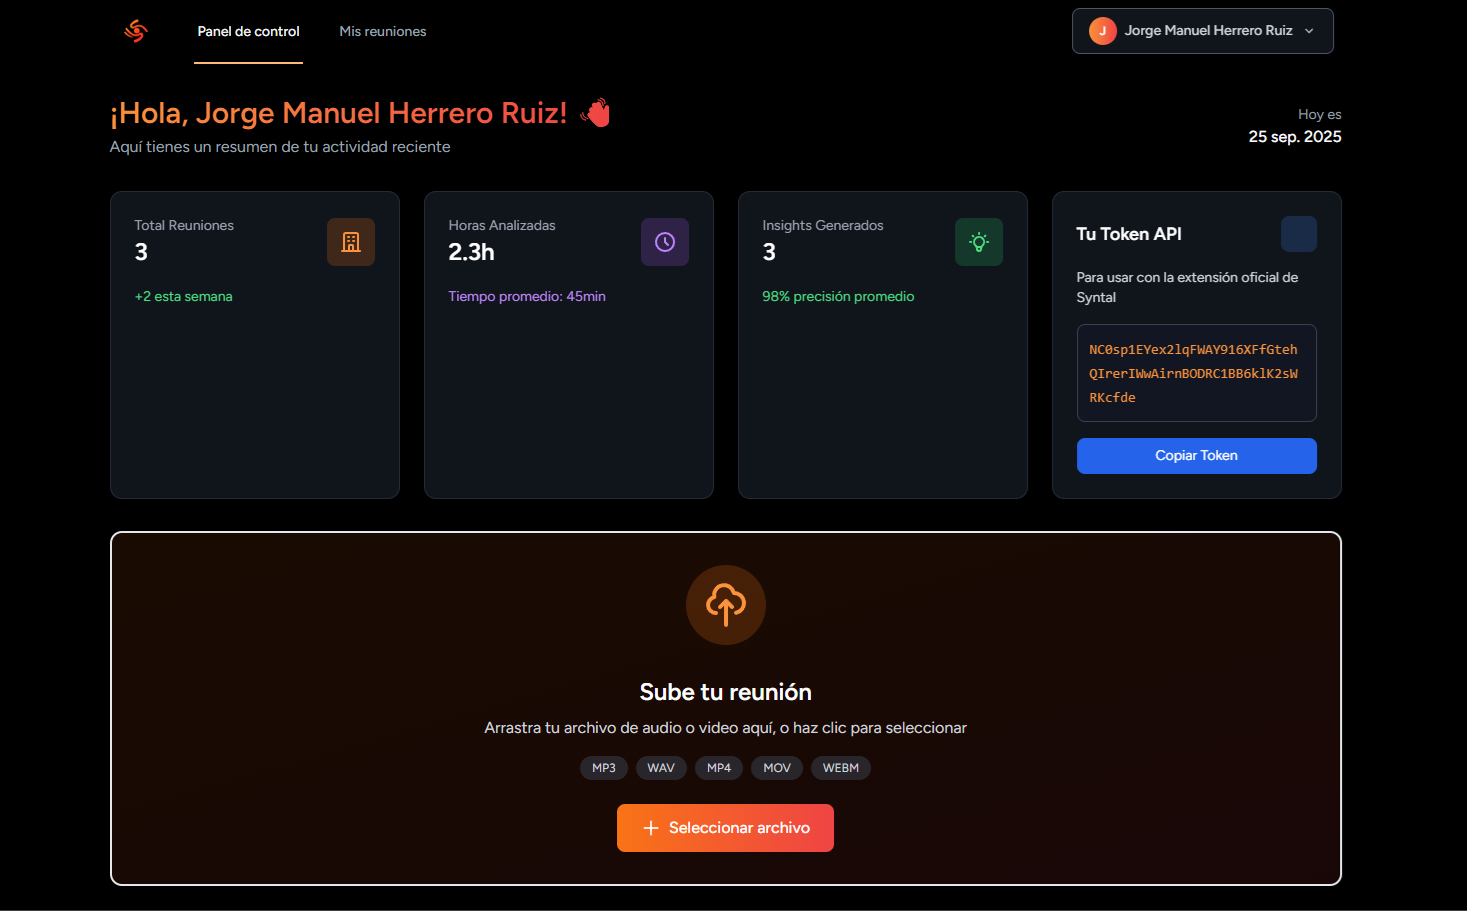 Panel de control
Mis reuniones
J
Jorge Manuel Herrero Ruiz
¡Hola, Jorge Manuel Herrero Ruiz! 👋
Aquí tienes un resumen de tu actividad reciente
Hoy es
25 sep. 2025
Total Reuniones
3
+2 esta semana
Horas Analizadas
2.3h
Tiempo promedio: 45min
Insights Generados
3
98% precisión promedio
Tu Token API
Para usar con la extensión oficial de
Syntal
NC0sp1EYex2lqFWAY916XFfGteh
QIrerIWwAirnBODRC1BB6klK2sW
RKcfde
Copiar Token
Sube tu reunión
Arrastra tu archivo de audio o video aquí, o haz clic para seleccionar
MP3
WAV
MP4
MOV
WEBM
Seleccionar archivo